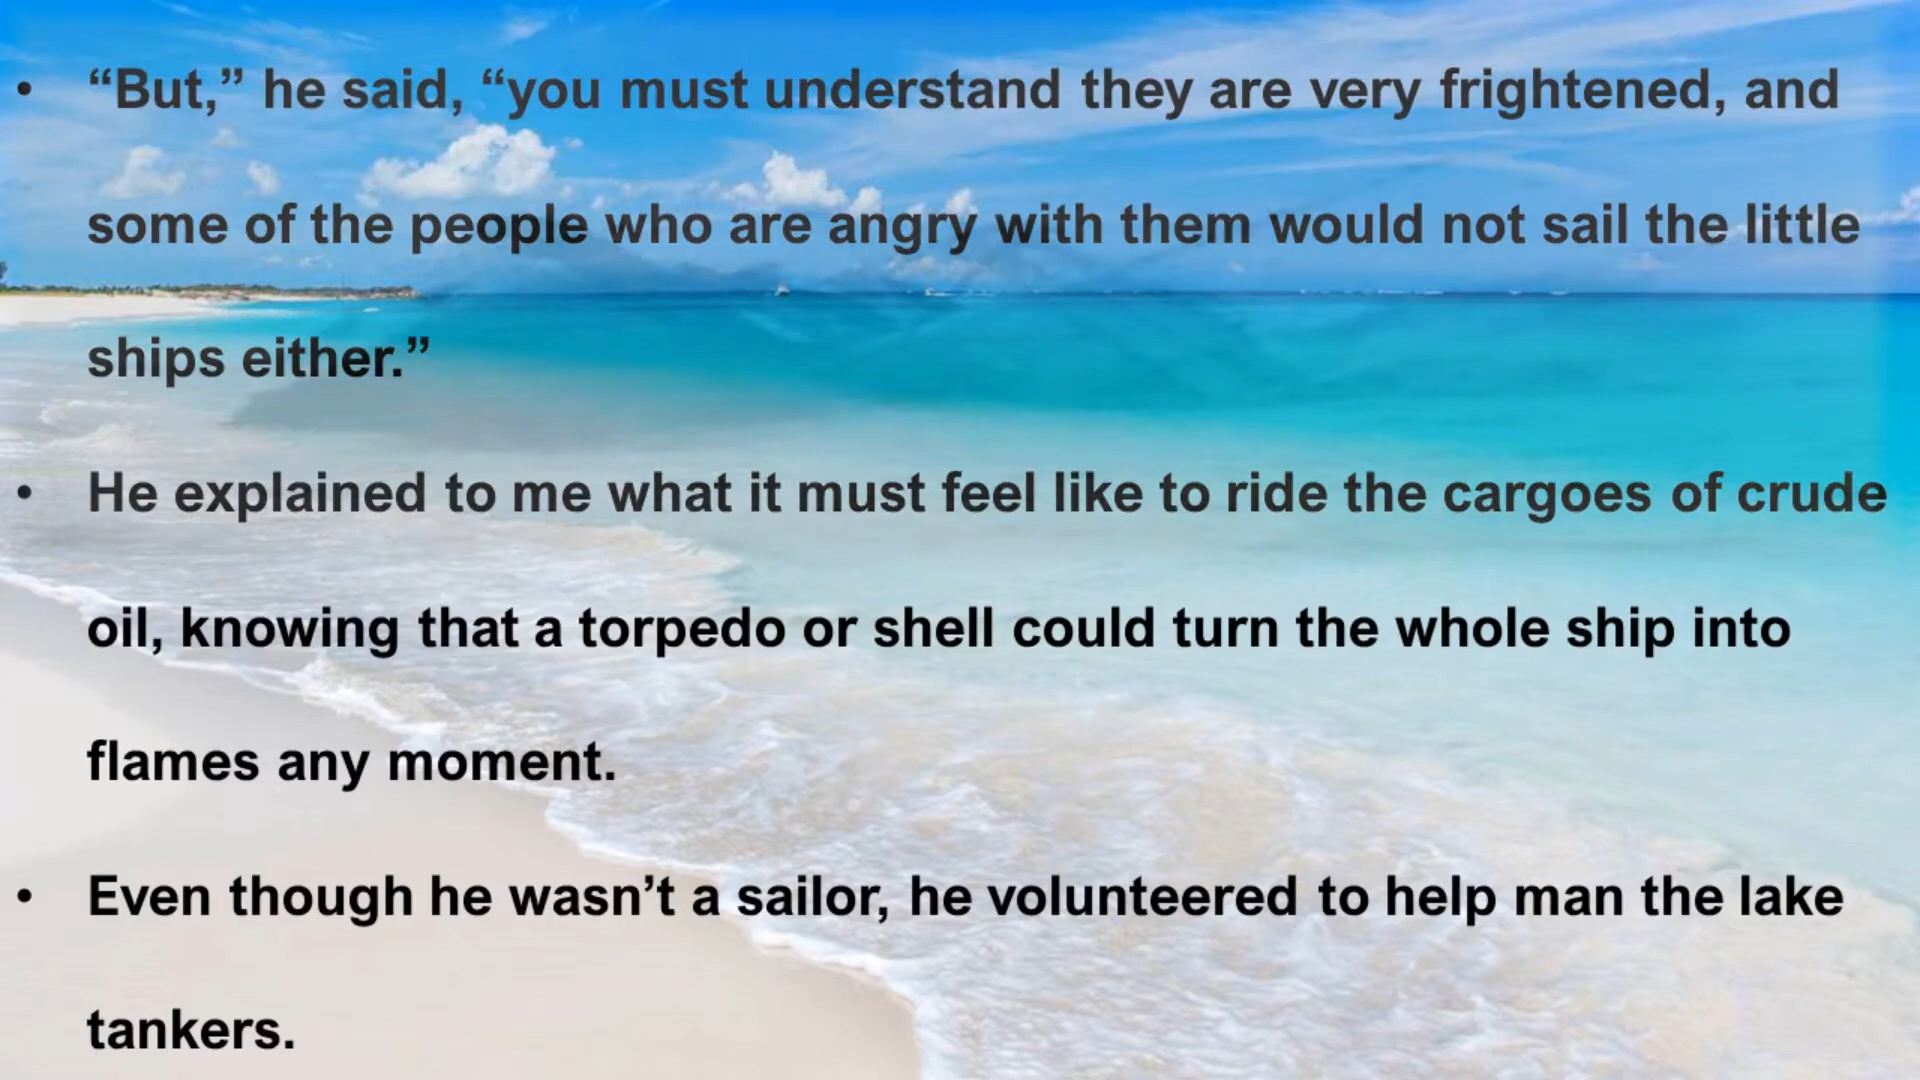 • “But,” he said, “you must understand they are very frightened, and
some of the people who are angry with them would not sail the little
ships either.”
• He explained to me what it must feel like to ride the cargoes of crude
oil, knowing that a torpedo or shell could turn the whole ship into
flames any moment.
• Even though he wasn’t a sailor, he volunteered to help man the lake
tankers.